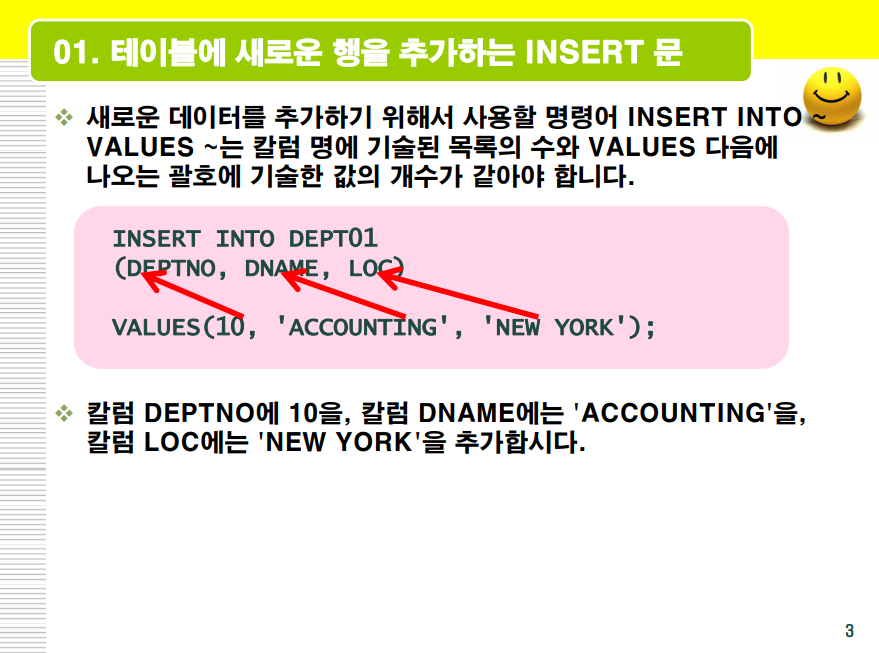 01. 테이블에 새로운 행을 추가하는 INSERT 문
❖ 새로운 데이터를 추가하기 위해서 사용할 명령어 INSERT INTO ~
VALUES ~는 칼럼 명에 기술된 목록의 수와 VALUES 다음에
나오는 괄호에 기술한 값의 개수가 같아야 합니다.
INSERT INTO DEPT01
(DEPTNO, DNAME, LOC)
VALUES(10, 'ACCOUNTING', 'NEW YORK');
❖ 칼럼 DEPTNO에 10을, 칼럼 DNAME에는 'ACCOUNTING'을,
칼럼 LOC에는 'NEW YORK'을 추가합시다.
3